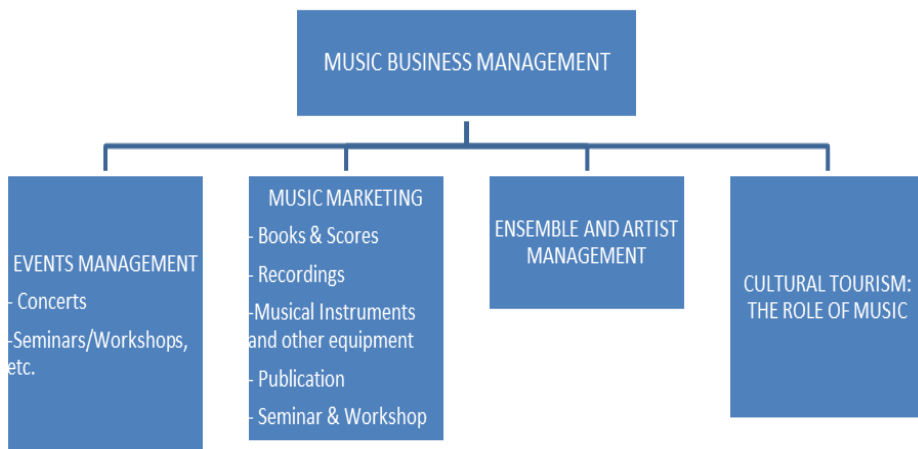 MUSIC BUSINESS MANAGEMENT
EVENTS MANAGEMENT
- Concerts
-Seminars/Workshops,
etc.
MUSIC MARKETING
- Books & Scores
- Recordings
-Musical Instruments
and other equipment
- Publication
- Seminar & Workshop
ENSEMBLE AND ARTIST
MANAGEMENT
CULTURAL TOURISM:
THE ROLE OF MUSIC